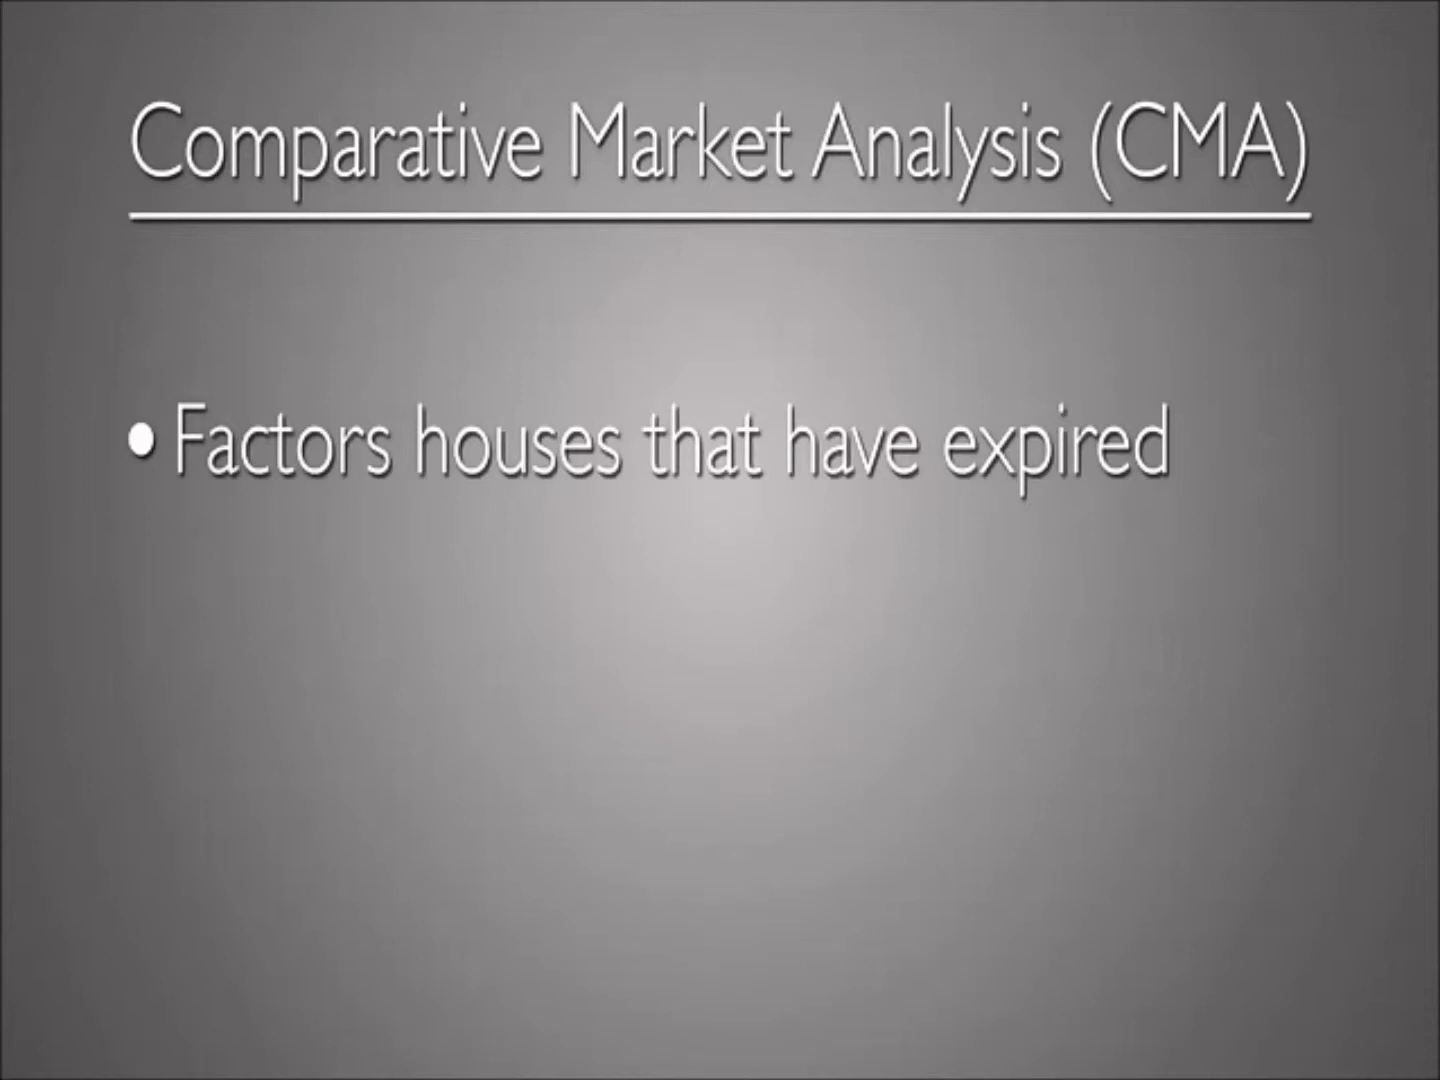 Comparative Market Analysis (CMA)
• Factors houses that have expired